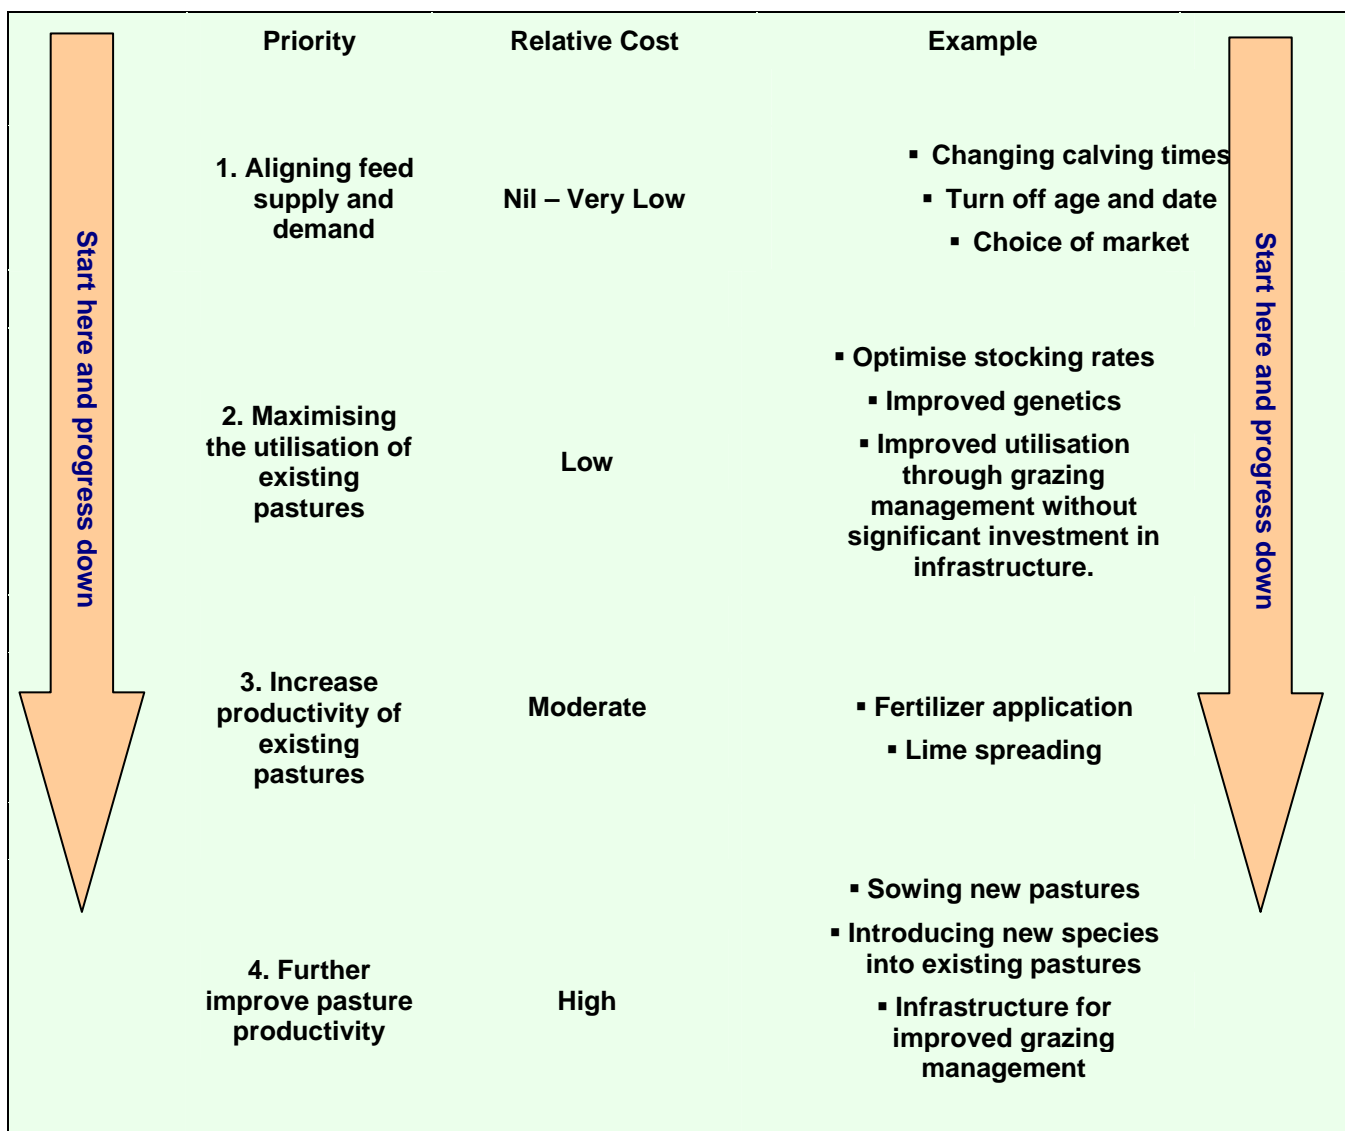 Priority
Relative Cost
Example
Start here and progress down
1. Aligning feed
supply and
demand
Nil – Very Low
▪ Changing calving times
▪ Turn off age and date
▪ Choice of market
2. Maximising
the utilisation of
existing
pastures
Low
▪ Optimise stocking rates
▪ Improved genetics
▪ Improved utilisation
through grazing
management without
significant investment in
infrastructure.
3. Increase
productivity of
existing
pastures
Moderate
▪ Fertilizer application
▪ Lime spreading
4. Further
improve pasture
productivity
High
▪ Sowing new pastures
▪ Introducing new species
into existing pastures
▪ Infrastructure for
improved grazing
management
Start here and progress down